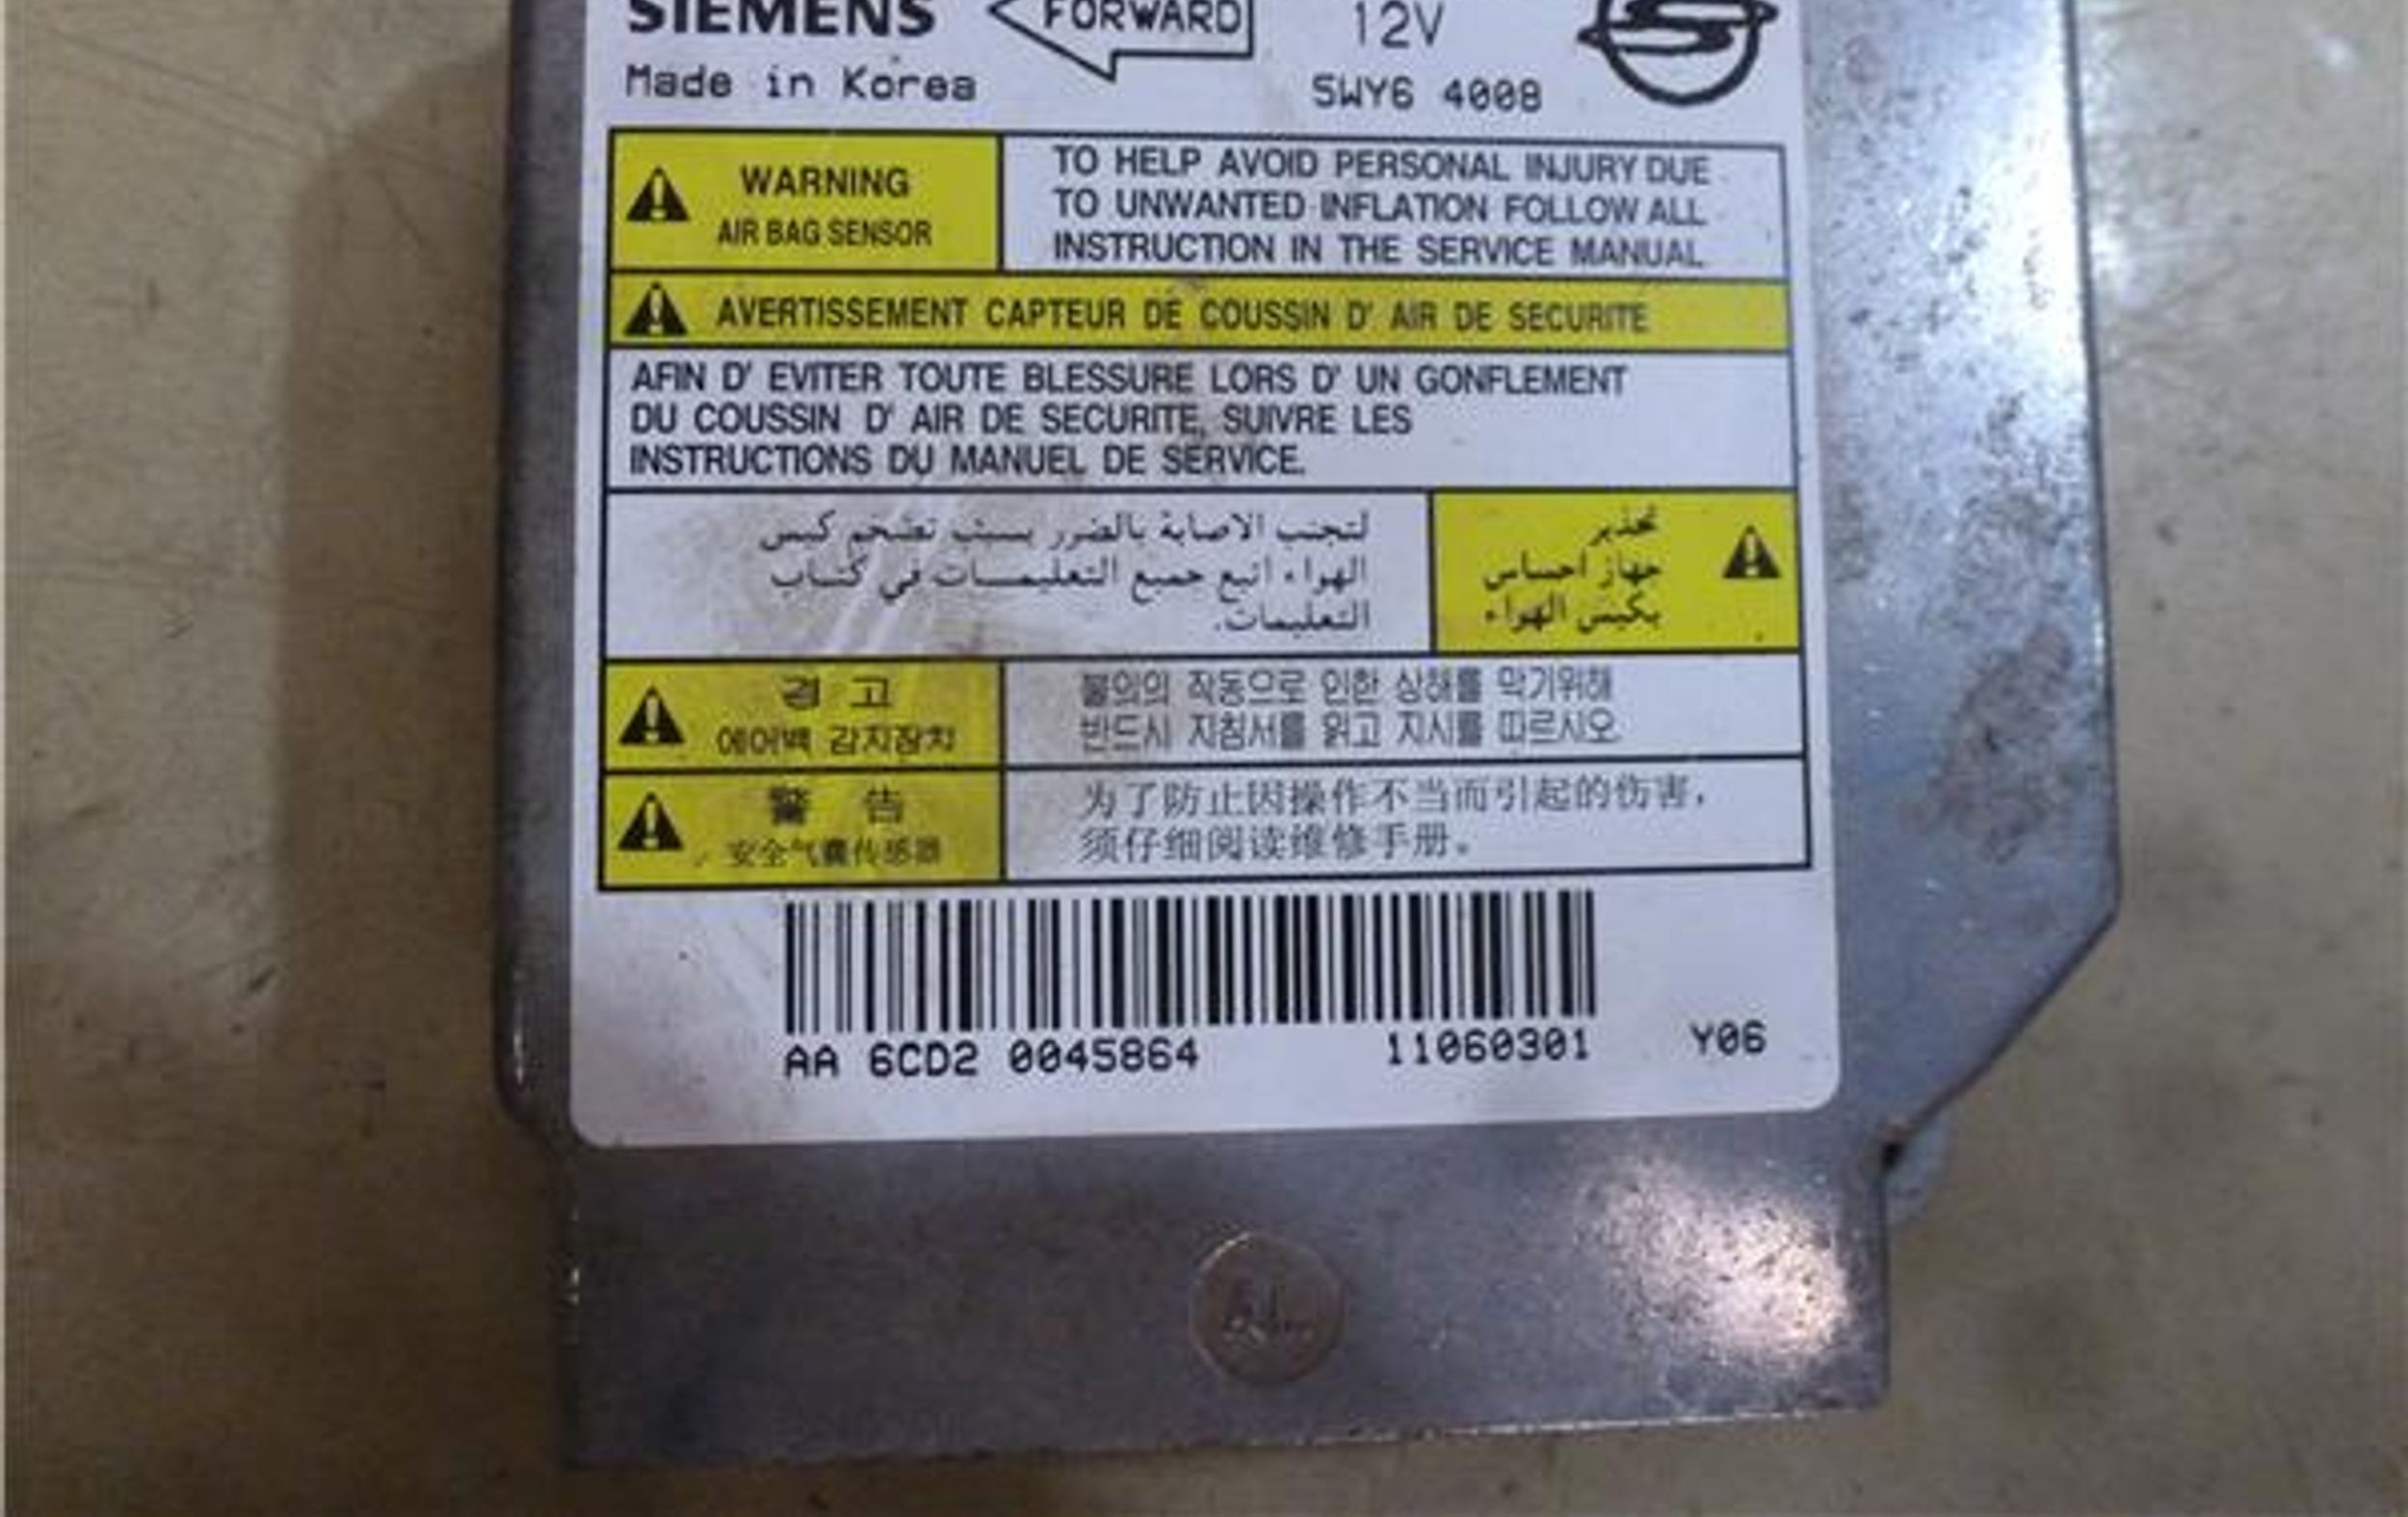 SIEMENS
FORWARD
12V
Made in Korea
5WY6 4008
WARNING
AIR BAG SENSOR
TO HELP AVOID PERSONAL INJURY DUE
TO UNWANTED INFLATION FOLLOW ALL
INSTRUCTION IN THE SERVICE MANUAL
AVERTISSEMENT CAPTEUR DE COUSSIN D' AIR DE SECURITE
AFIN D' EVITER TOUTE BLESSURE LORS D' UN GONFLEMENT
DU COUSSIN D' AIR DE SECURITE, SUIVRE LES
INSTRUCTIONS DU MANUEL DE SERVICE.
تحذير
جهاز احساس
بكيس الهواء
لتجنب الاصابة بالضرر بسبب تضخم كيس
الهواء اتبع جميع التعليمـــات في كتـاب
التعليمات.
경 고
에어백 감지장치
불의의 작동으로 인한 상해를 막기위해
반드시 지침서를 읽고 지시를 따르시오
警 告
安全气囊传感器
为了防止因操作不当而引起的伤害，
须仔细阅读维修手册。
AA 6CD2 0045864 11060301 Y06